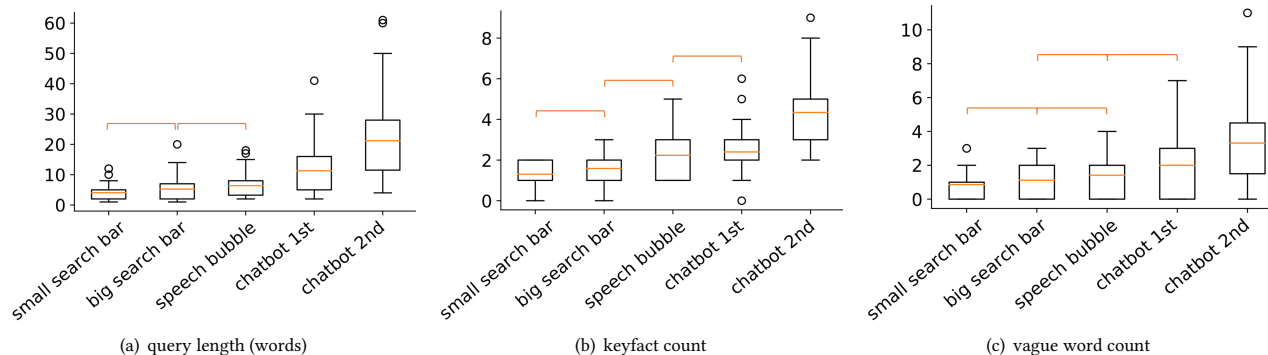 60
50
40
30
20
10
0
small search bar
big search bar
speech bubble
chatbot 1st
chatbot 2nd
(a) query length (words)
8
6
4
2
0
small search bar
big search bar
speech bubble
chatbot 1st
chatbot 2nd
(b) keyfact count
10
8
6
4
2
0
small search bar
big search bar
speech bubble
chatbot 1st
chatbot 2nd
(c) vague word count